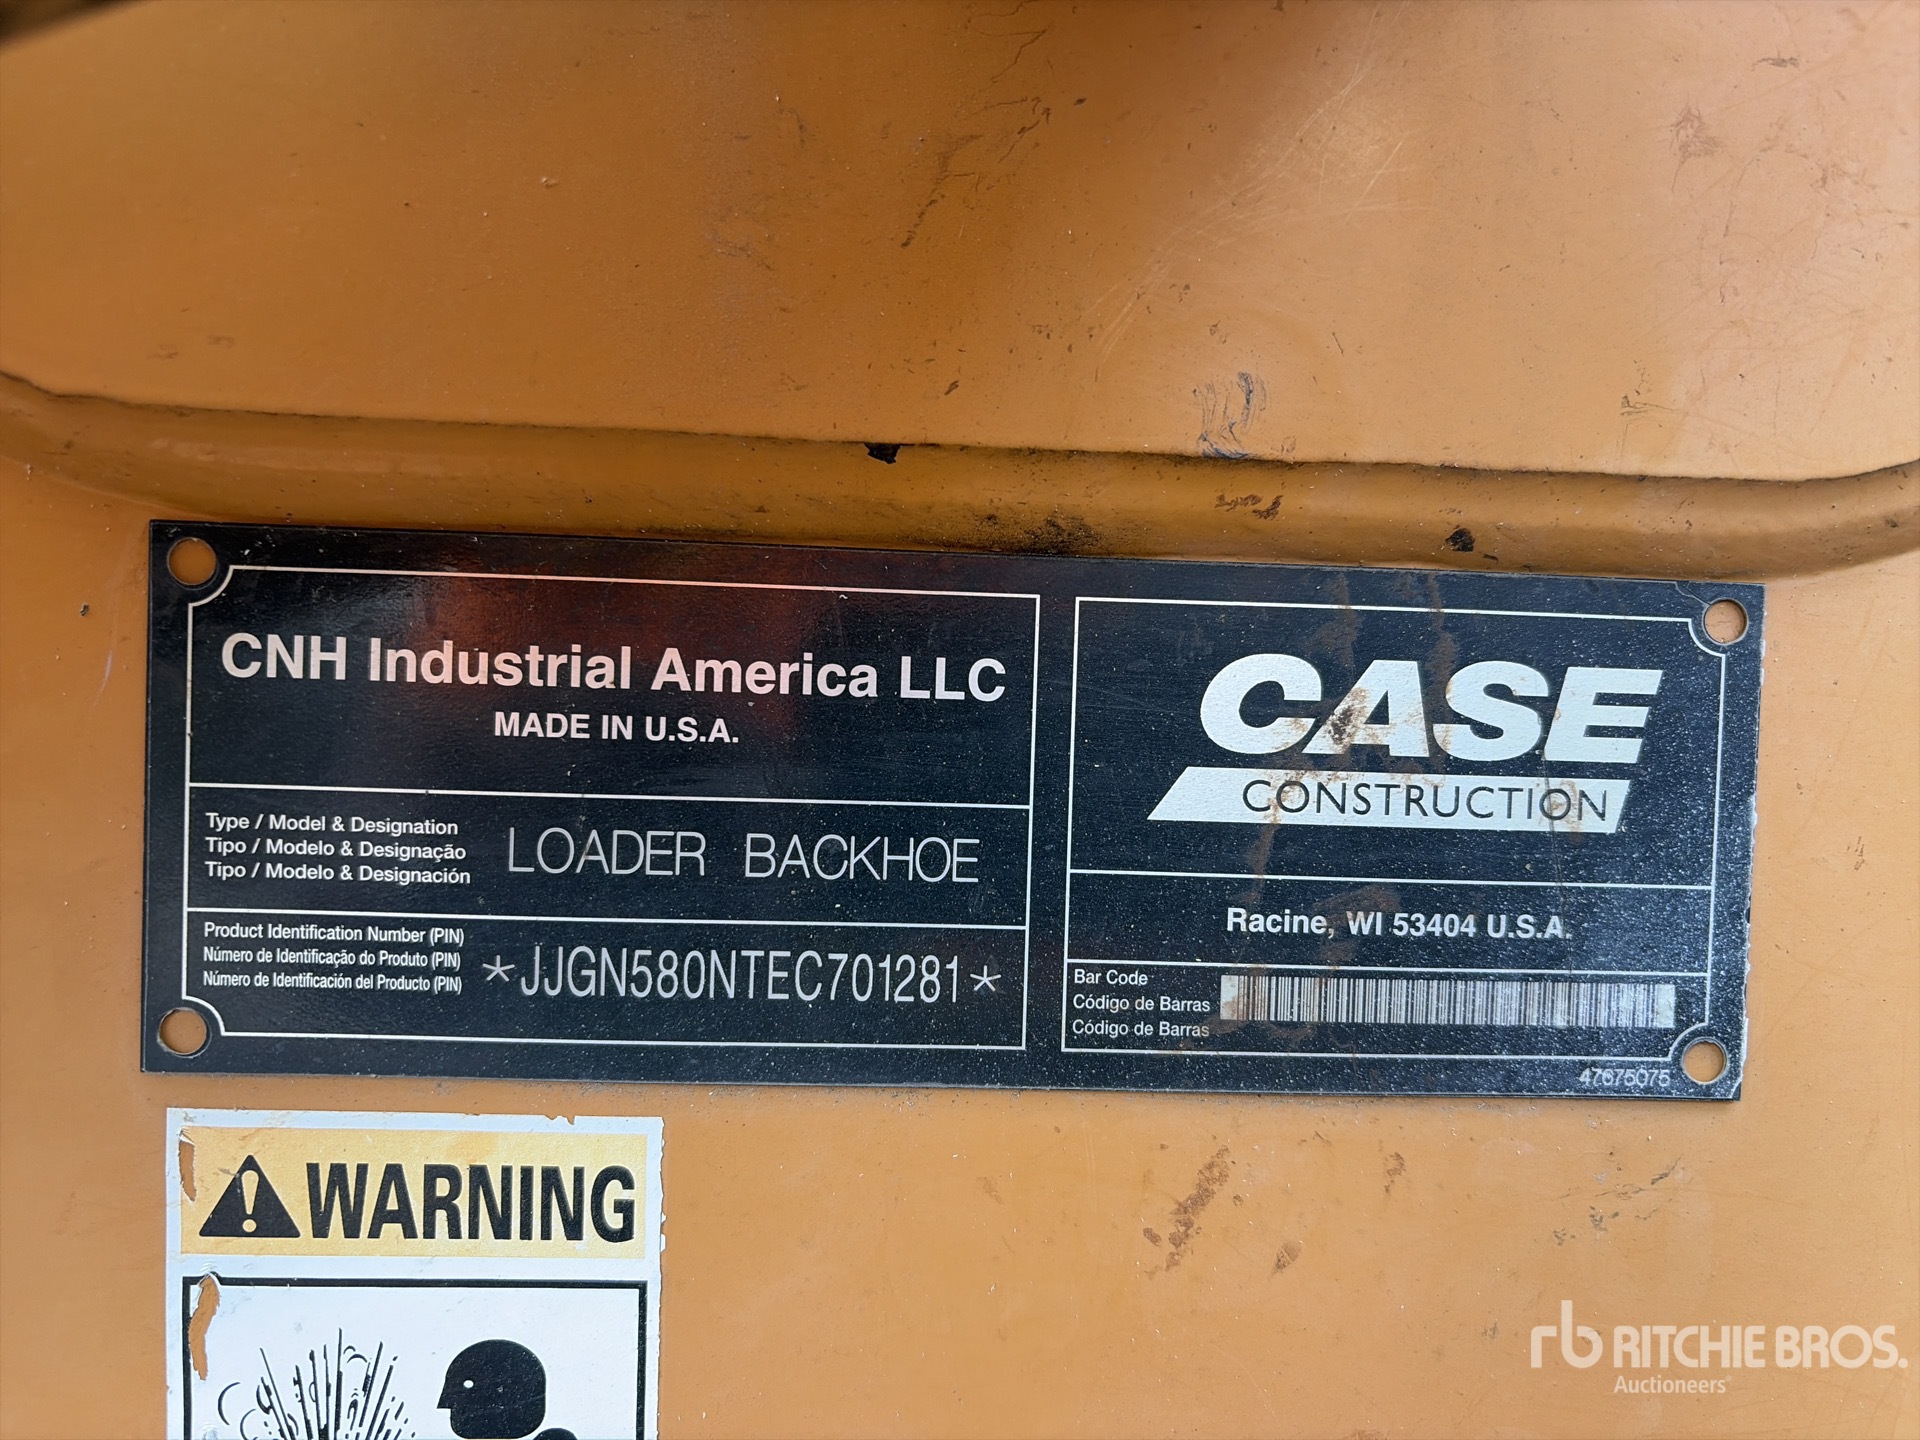 CNH Industrial America LLC
MADE IN U.S.A.
Type / Model & Designation
Tipo / Modelo & Designação
Tipo / Modelo & Designación
LOADER BACKHOE
Product Identification Number (PIN)
Número de Identificação do Produto (PIN)
Número de Identificación del Producto (PIN)
*JJGN580NTEC701281*
CASE
CONSTRUCTION
Racine, WI 53404 U.S.A.
Bar Code
Código de Barras
Código de Barras
47675075
WARNING
rb RITCHIE BROS.
Auctioneers